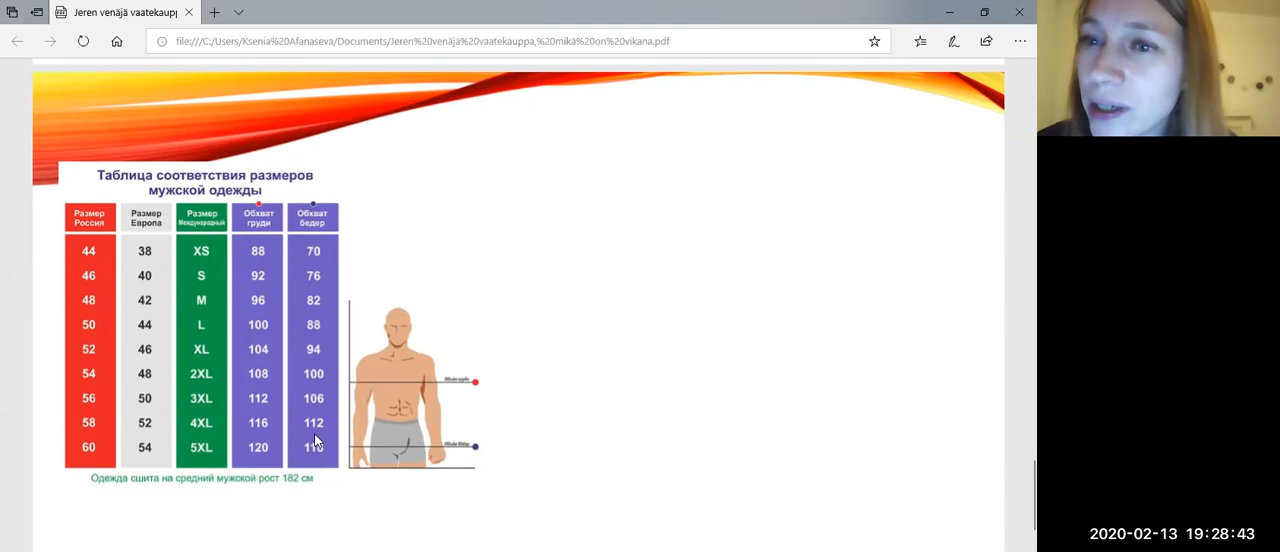 Jeren venäjä vaatekaupp
file:///C:/Users/Ksenia%20Afanaseva/Documents/Jeren%20venäjä%20vaatekauppa,%20mikä%20on%20vikana.pdf
Таблица соответствия размеров
мужской одежды
Размер Россия
Размер Европа
Размер Международный
Обхват груди
Обхват бедер
44 38 XS 88 70
46 40 S 92 76
48 42 M 96 82
50 44 L 100 88
52 46 XL 104 94
54 48 2XL 108 100
56 50 3XL 112 106
58 52 4XL 116 112
60 54 5XL 120
Одежда сшита на средний мужской рост 182 см
2020-02-13 19:28:43